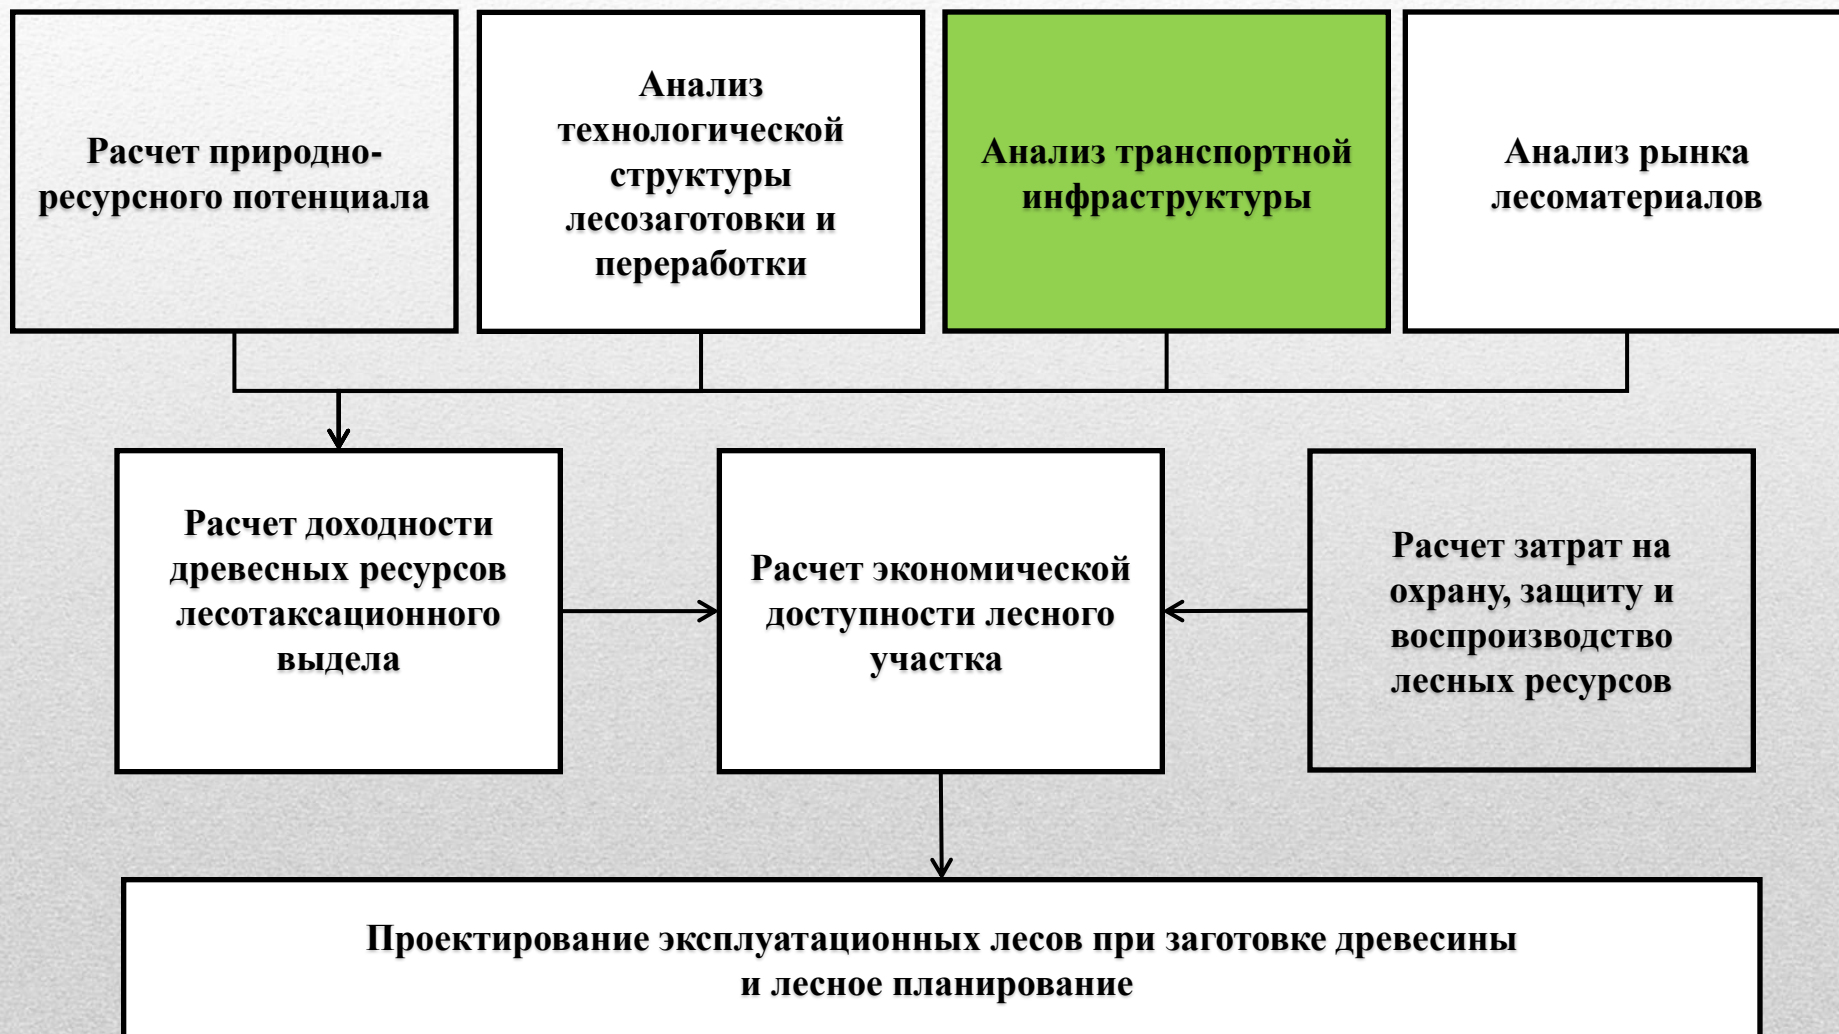 Расчет природно-
ресурсного потенциала
Анализ
технологической
структуры
лесозаготовки и
переработки
Анализ транспортной
инфраструктуры
Анализ рынка
лесоматериалов
Расчет доходности
древесных ресурсов
лесотаксационного
выдела
Расчет экономической
доступности лесного
участка
Расчет затрат на
охрану, защиту и
воспроизводство
лесных ресурсов
Проектирование эксплуатационных лесов при заготовке древесины
и лесное планирование